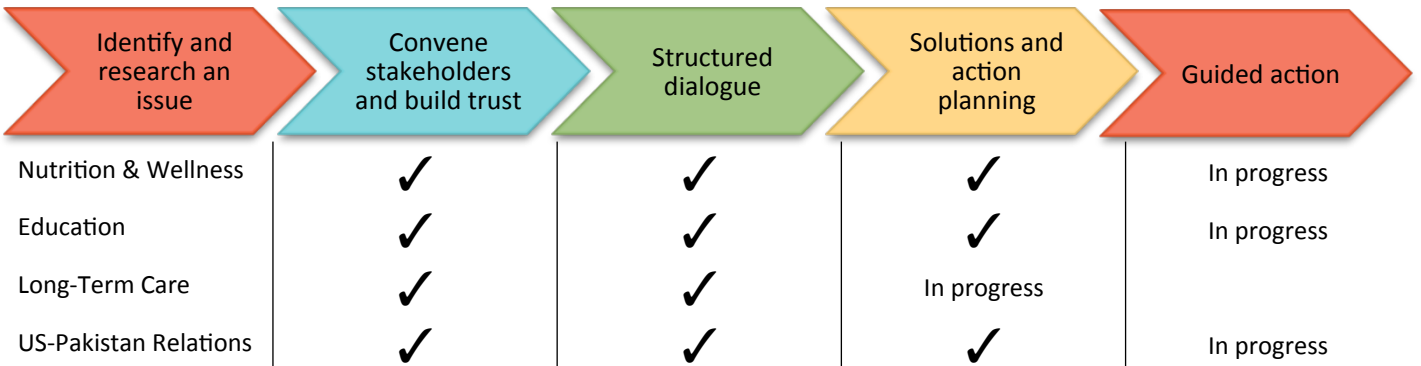 Identify and
research an
issue
Convene
stakeholders
and build trust
Structured
dialogue
Solutions and
action
planning
Guided action
Nutrition & Wellness ✓ ✓ ✓ In progress
Education ✓ ✓ ✓ In progress
Long-Term Care ✓ ✓ In progress
US-Pakistan Relations ✓ ✓ ✓ In progress